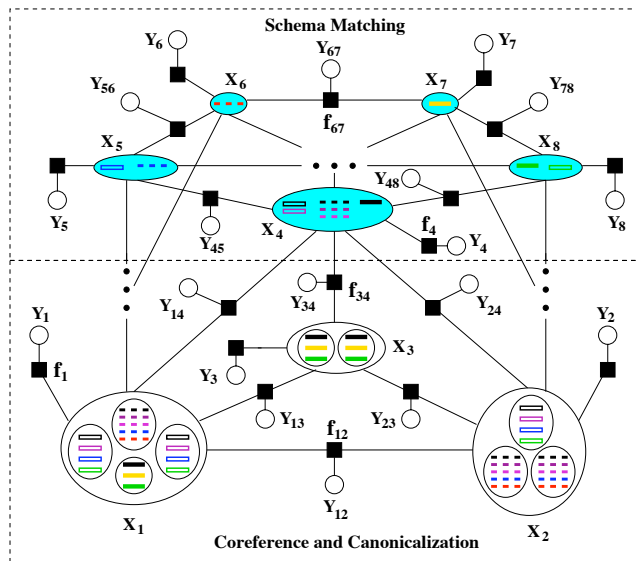 Schema Matching
Y6
Y67
Y7
X6
X7
Y56
Y78
f67
X5
X8
Y48
Y5
Y45
X4
f4
Y4
Y8
Y1
Y14
Y34
f34
Y24
Y2
X3
f1
Y3
Y13
Y23
f12
Y12
X1
X2
Coreference and Canonicalization